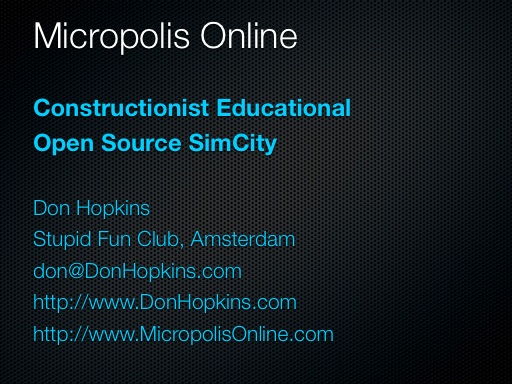 Micropolis Online
Constructionist Educational
Open Source SimCity
Don Hopkins
Stupid Fun Club, Amsterdam
don@DonHopkins.com
http://www.DonHopkins.com
http://www.MicropolisOnline.com